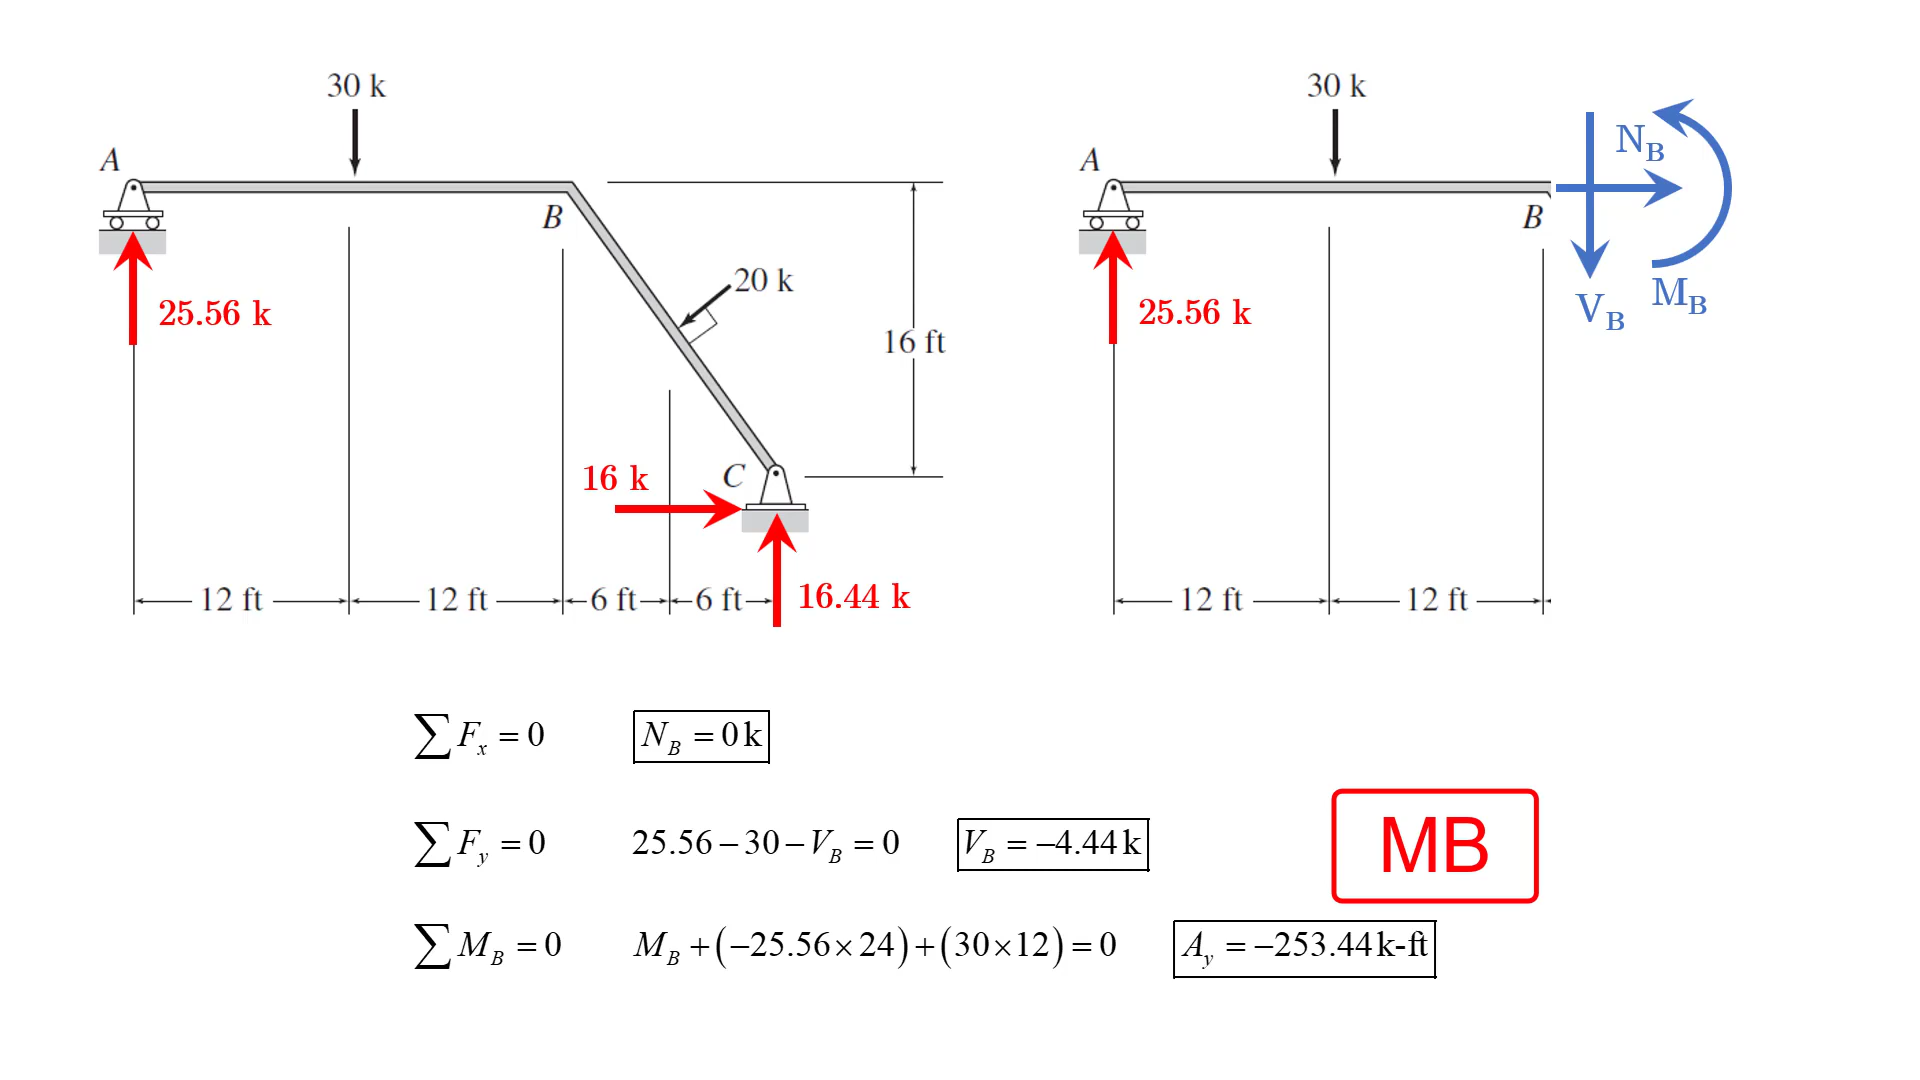 30 k
A
B
20 k
25.56 k
16 ft
16 k
C
12 ft
12 ft
6 ft
6 ft
16.44 k
30 k
A
B
N_B
25.56 k
V_B
M_B
12 ft
12 ft
∑F_x = 0 N_B = 0 k
∑F_y = 0 25.56 − 30 − V_B = 0 V_B = −4.44 k
MB
∑M_B = 0 M_B + (−25.56 × 24) + (30 × 12) = 0 A_y = −253.44 k-ft